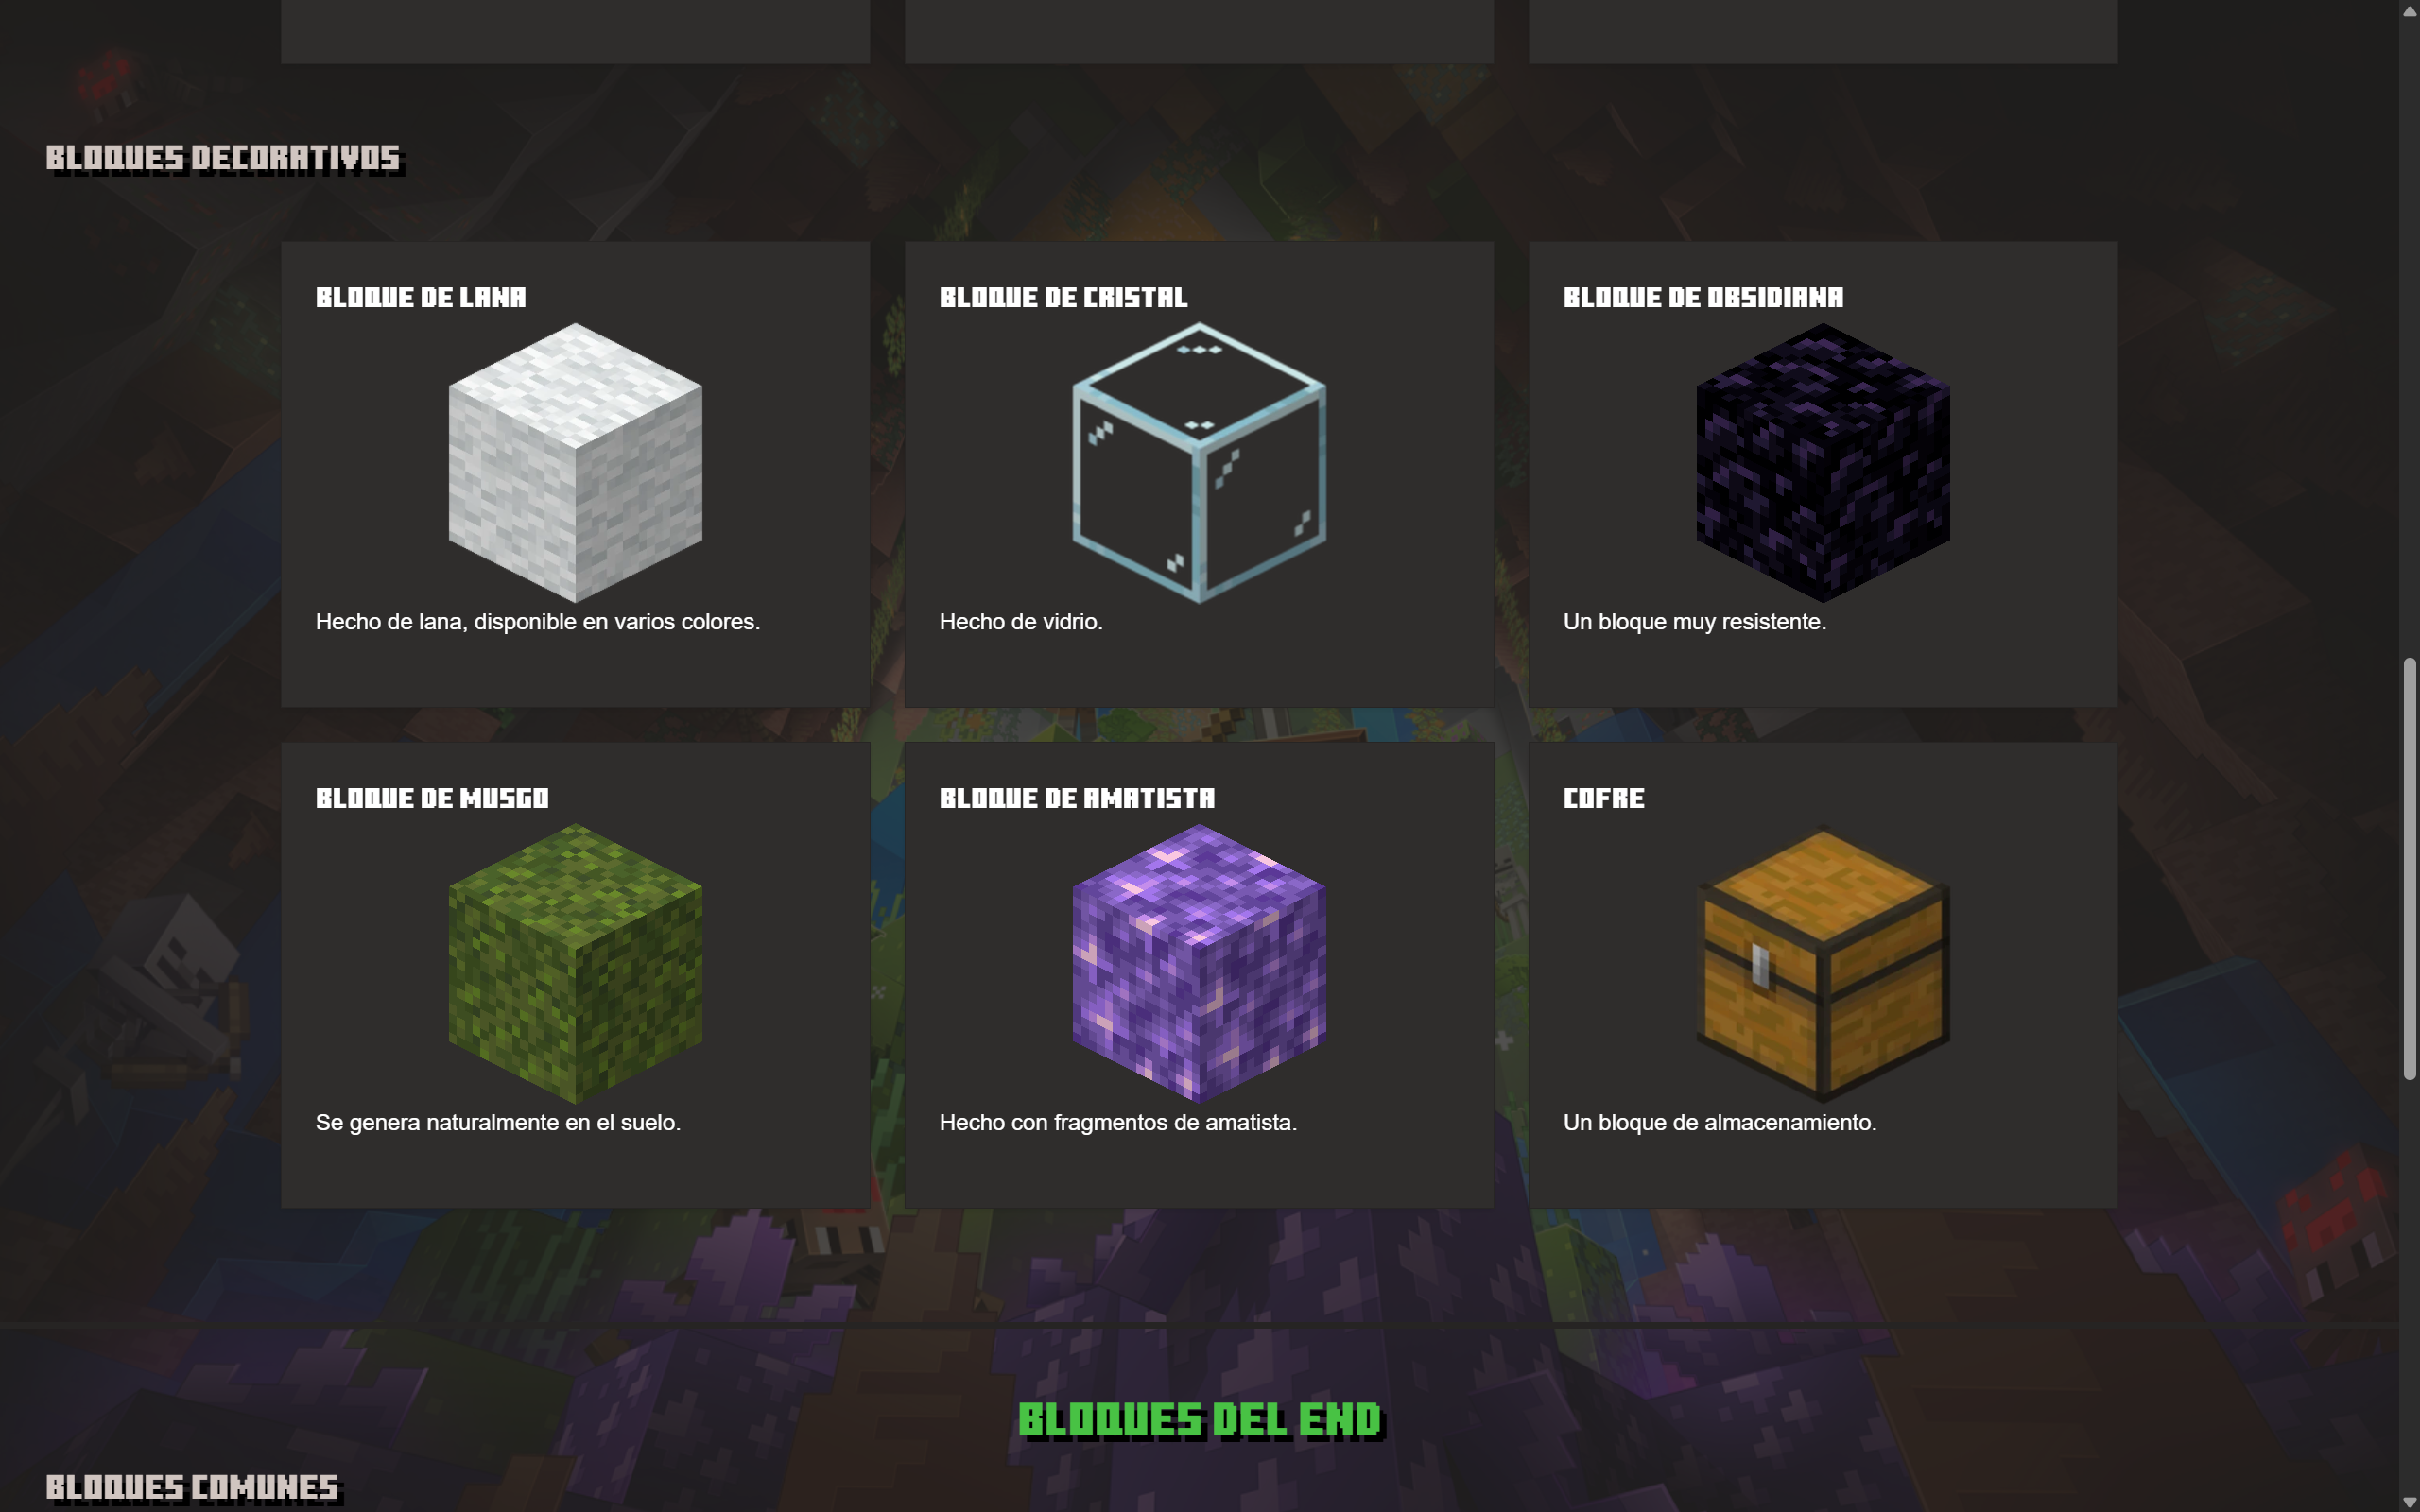 BLOQUES DECORATIVOS
BLOQUE DE LANA
Hecho de lana, disponible en varios colores.
BLOQUE DE CRISTAL
Hecho de vidrio.
BLOQUE DE OBSIDIANA
Un bloque muy resistente.
BLOQUE DE MUSGO
Se genera naturalmente en el suelo.
BLOQUE DE AMATISTA
Hecho con fragmentos de amatista.
COFRE
Un bloque de almacenamiento.
BLOQUES DEL END
BLOQUES COMUNES